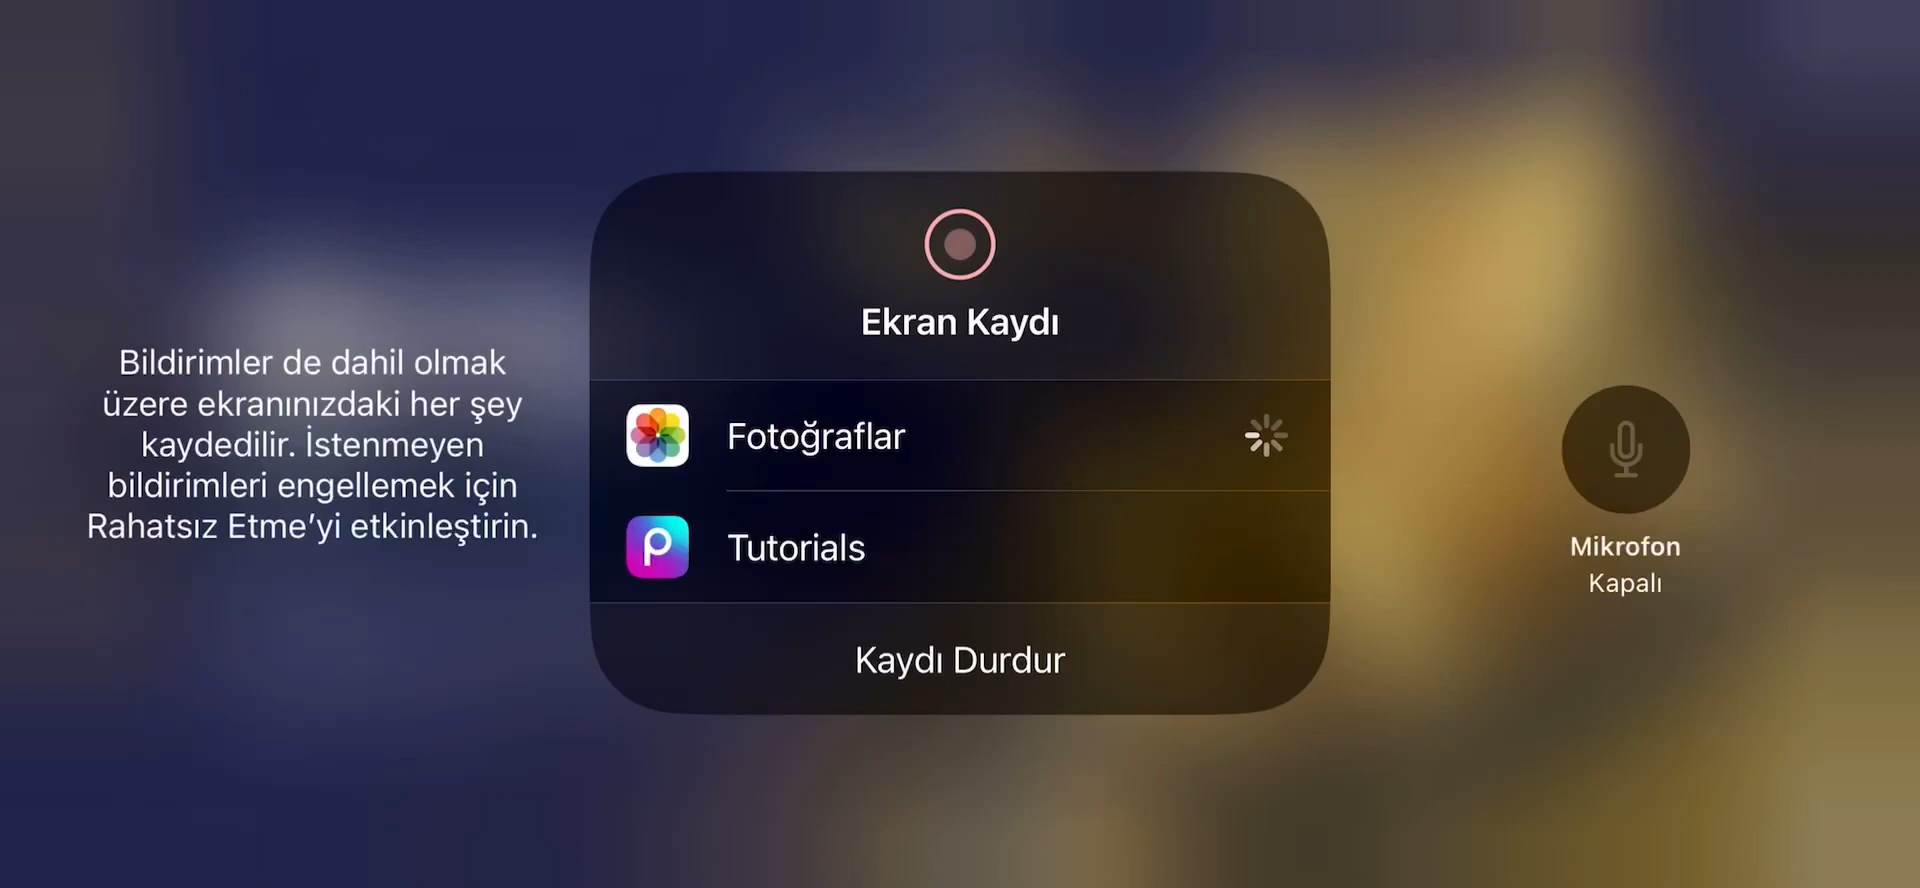 Bildirimler de dahil olmak
üzere ekranınızdaki her şey
kaydedilir. İstenmeyen
bildirimleri engellemek için
Rahatsız Etme’yi etkinleştirin.
Ekran Kaydı
Fotoğraflar
Tutorials
Kaydı Durdur
Mikrofon
Kapalı